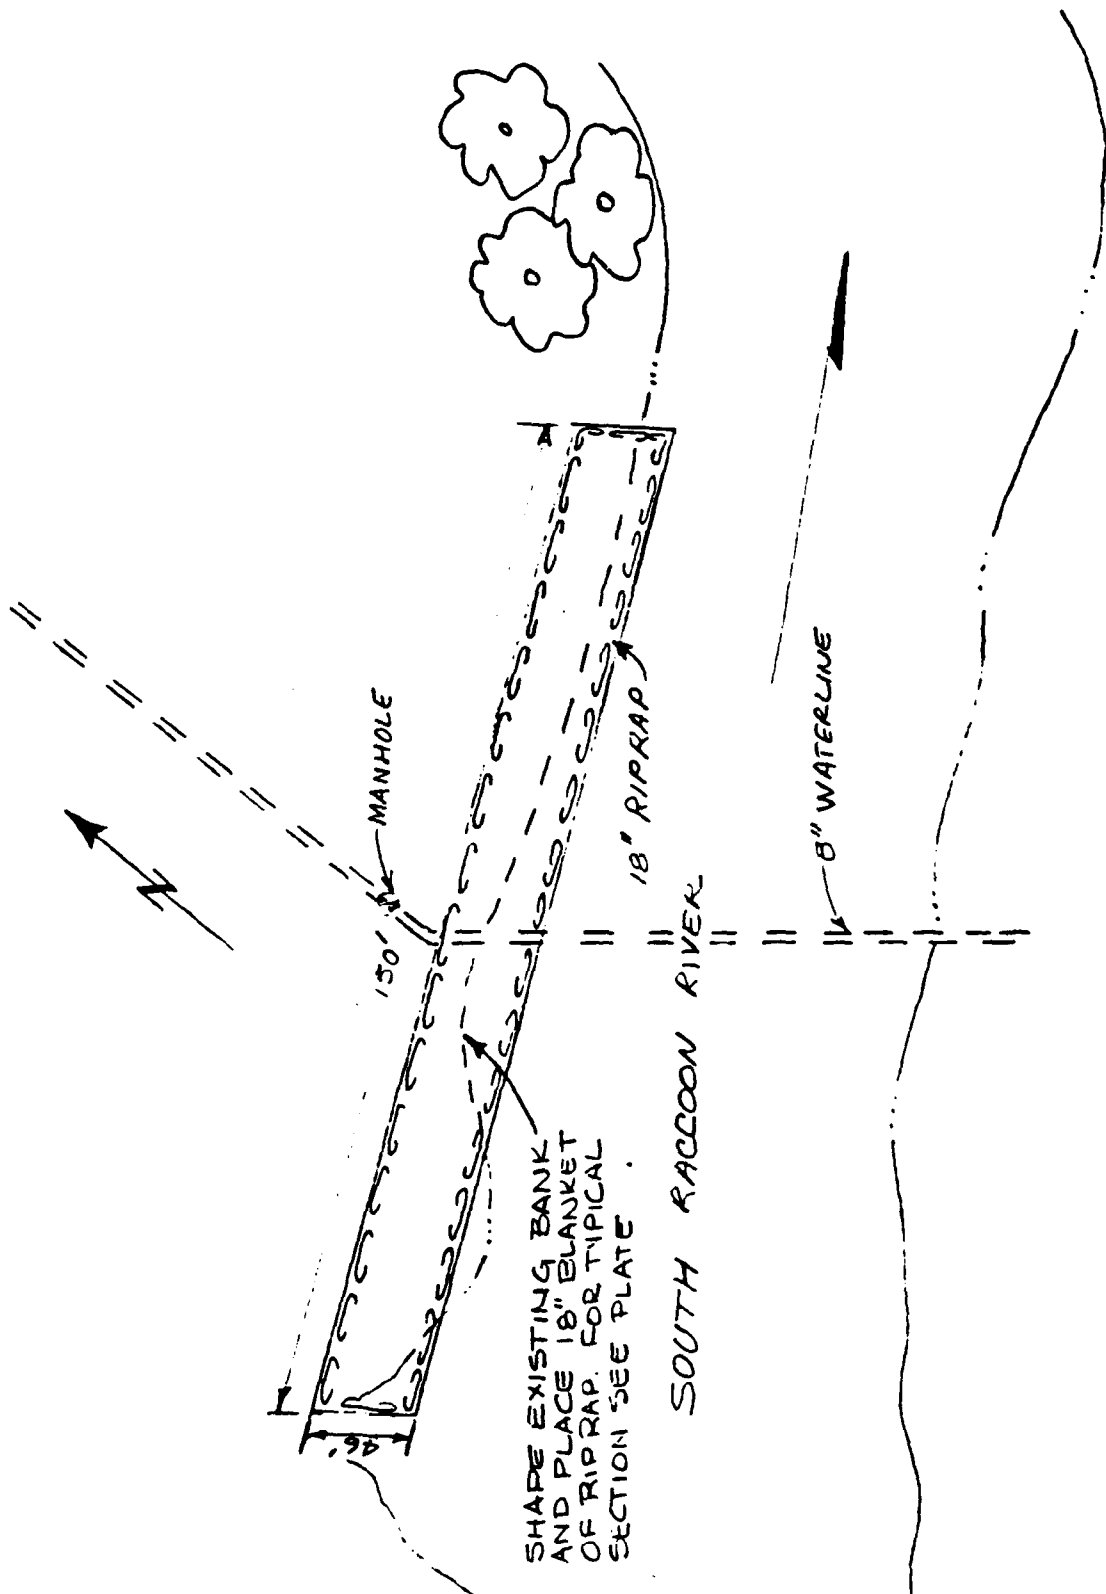 N
MANHOLE
150'
46'
18" RIPRAP
8" WATERLINE
SHAPE EXISTING BANK
AND PLACE 18" BLANKET
OF RIPRAP. FOR TYPICAL
SECTION SEE PLATE
SOUTH RACCOON RIVER